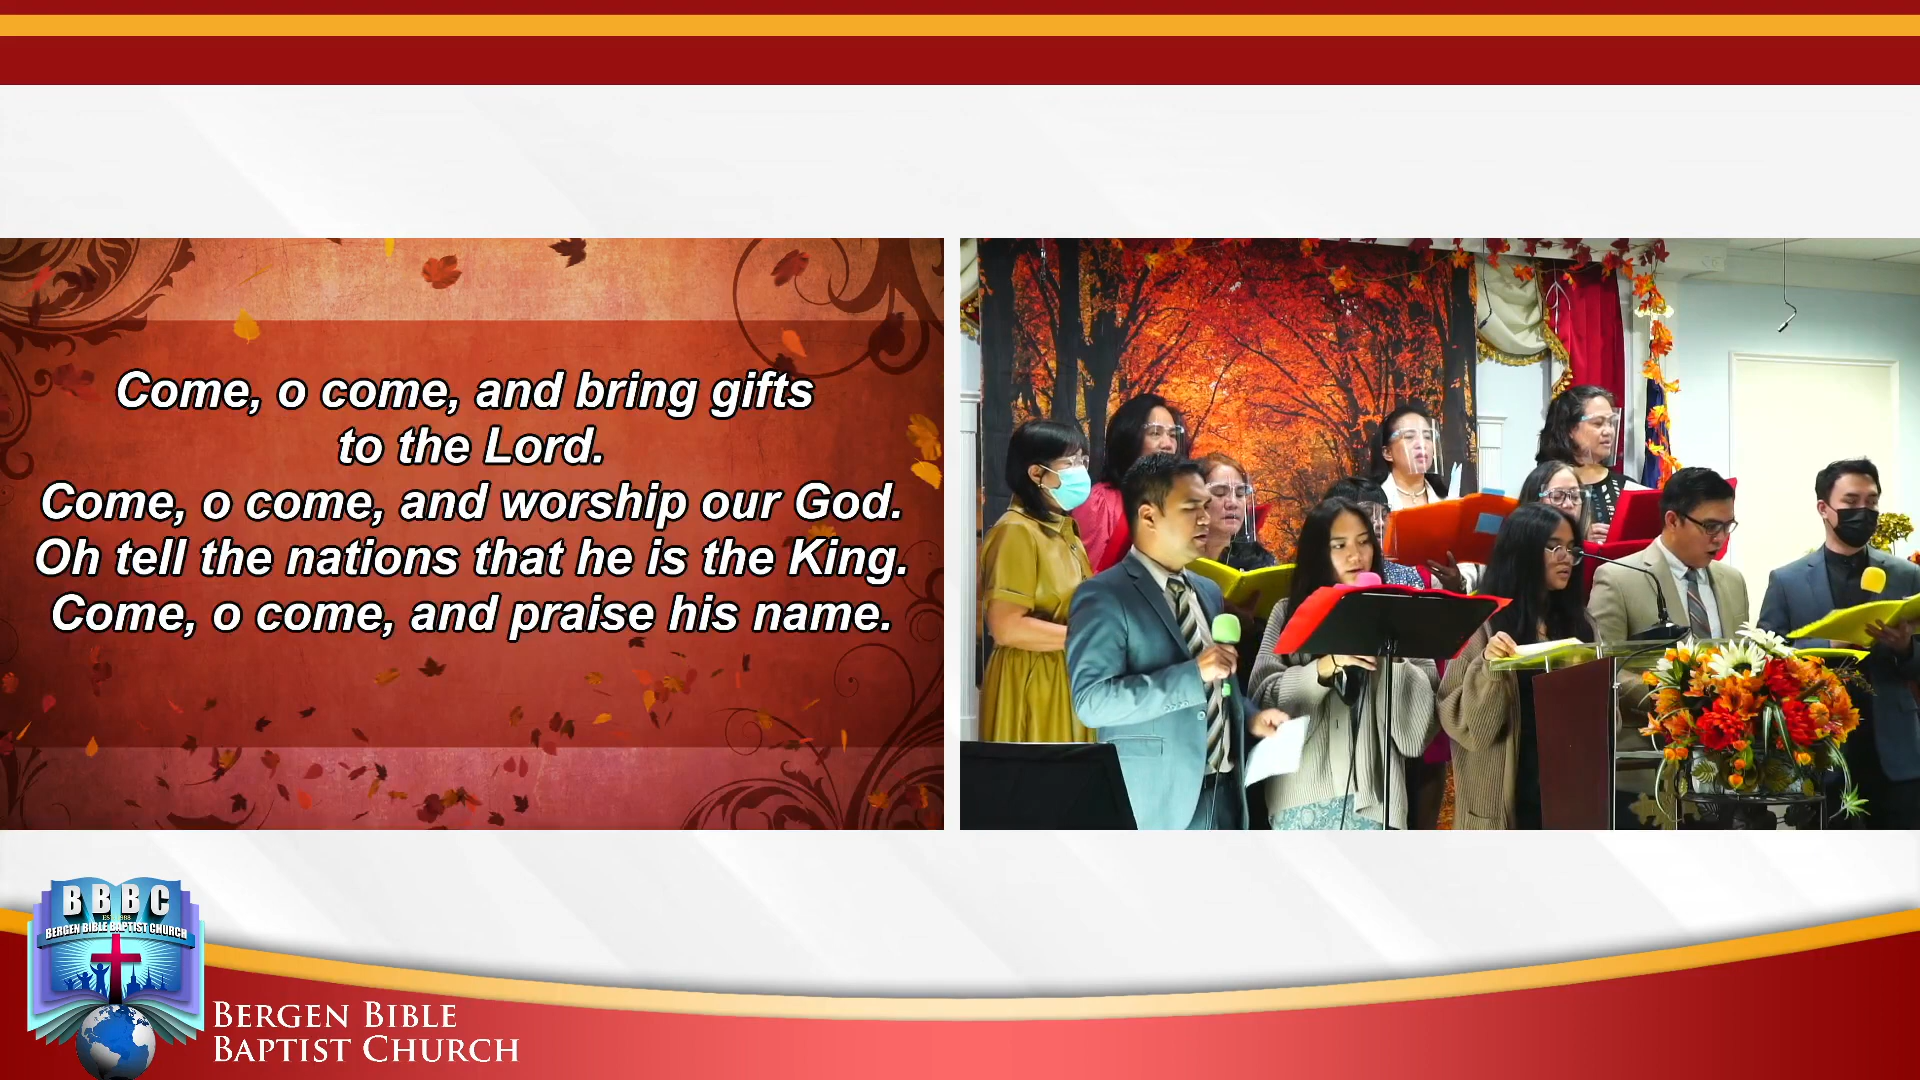 Come, o come, and bring gifts
to the Lord.
Come, o come, and worship our God.
Oh tell the nations that he is the King.
Come, o come, and praise his name.
BBBC
BERGEN BIBLE BAPTIST CHURCH
BERGEN BIBLE
BAPTIST CHURCH